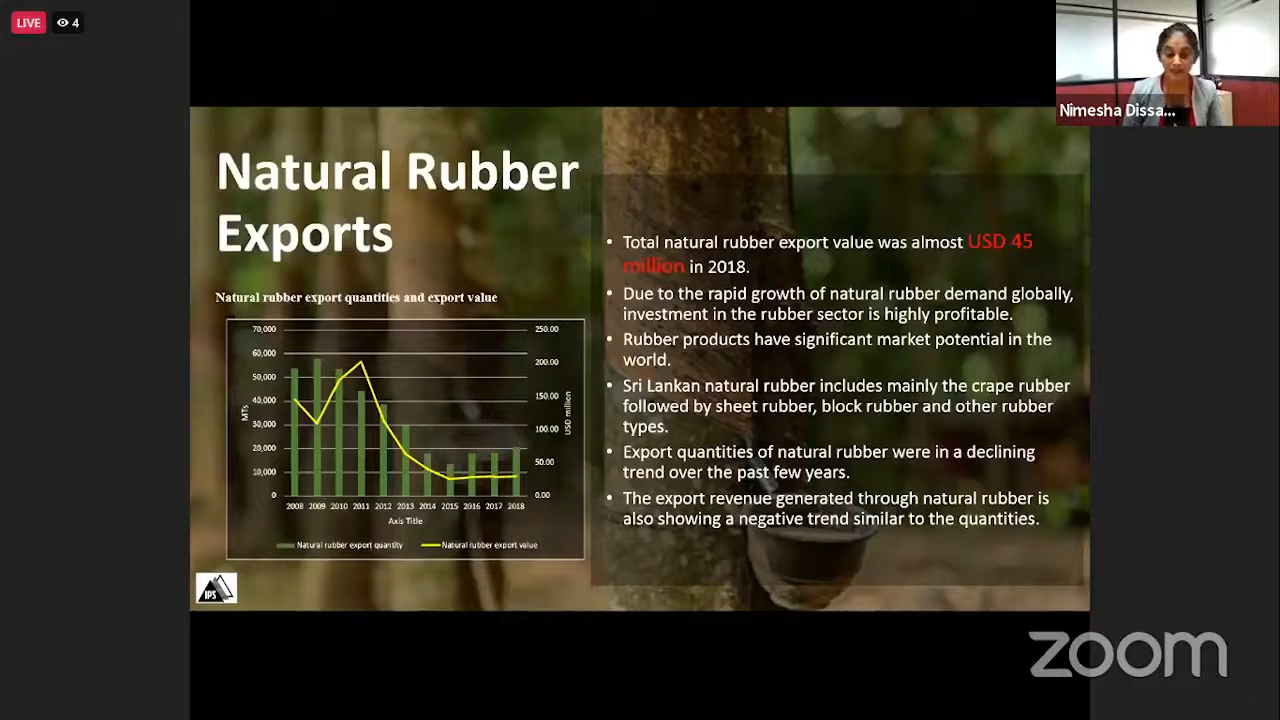 LIVE
4
Nimesha Dissa...
Natural Rubber
Exports
Natural rubber export quantities and export value
70,000
60,000
50,000
40,000
30,000
20,000
10,000
0
MTs
250.00
200.00
150.00
100.00
50.00
0.00
USD million
2008 2009 2010 2011 2012 2013 2014 2015 2016 2017 2018
Axis Title
Natural rubber export quantity
Natural rubber export value
• Total natural rubber export value was almost USD 45
million in 2018.
• Due to the rapid growth of natural rubber demand globally,
investment in the rubber sector is highly profitable.
• Rubber products have significant market potential in the
world.
• Sri Lankan natural rubber includes mainly the crape rubber
followed by sheet rubber, block rubber and other rubber
types.
• Export quantities of natural rubber were in a declining
trend over the past few years.
• The export revenue generated through natural rubber is
also showing a negative trend similar to the quantities.
IPS
zoom